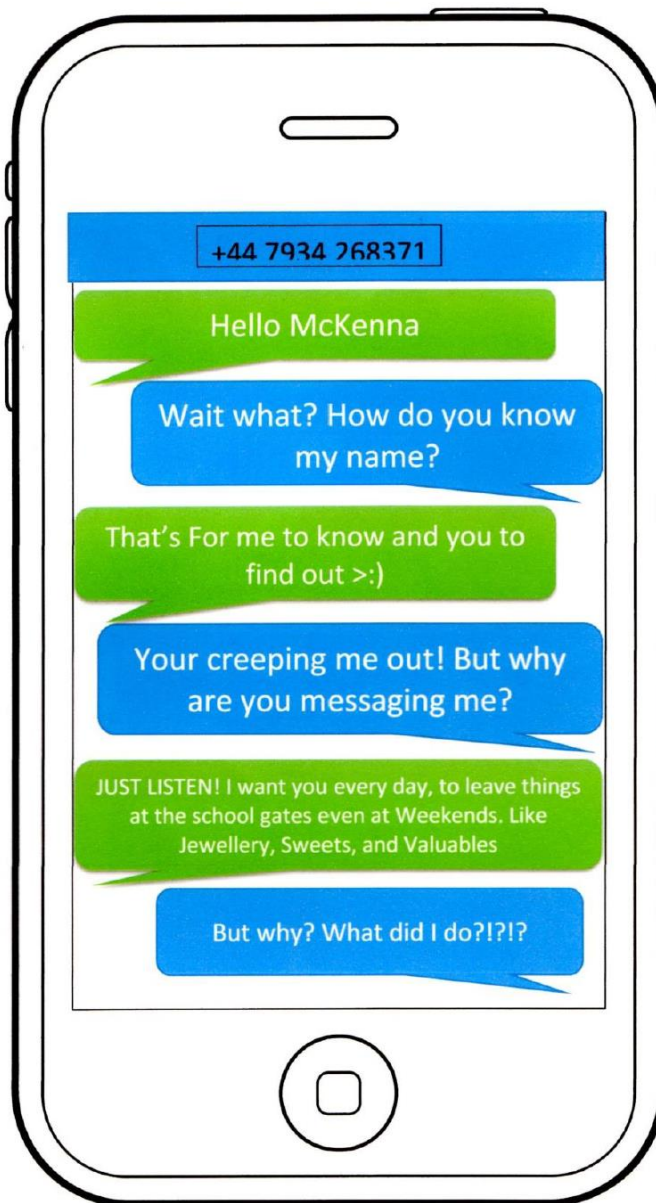 +44 7934 268371
Hello McKenna
Wait what? How do you know
my name?
That's For me to know and you to
find out >:)
Your creeping me out! But why
are you messaging me?
JUST LISTEN! I want you every day, to leave things
at the school gates even at Weekends. Like
Jewellery, Sweets, and Valuables
But why? What did I do?!?!?